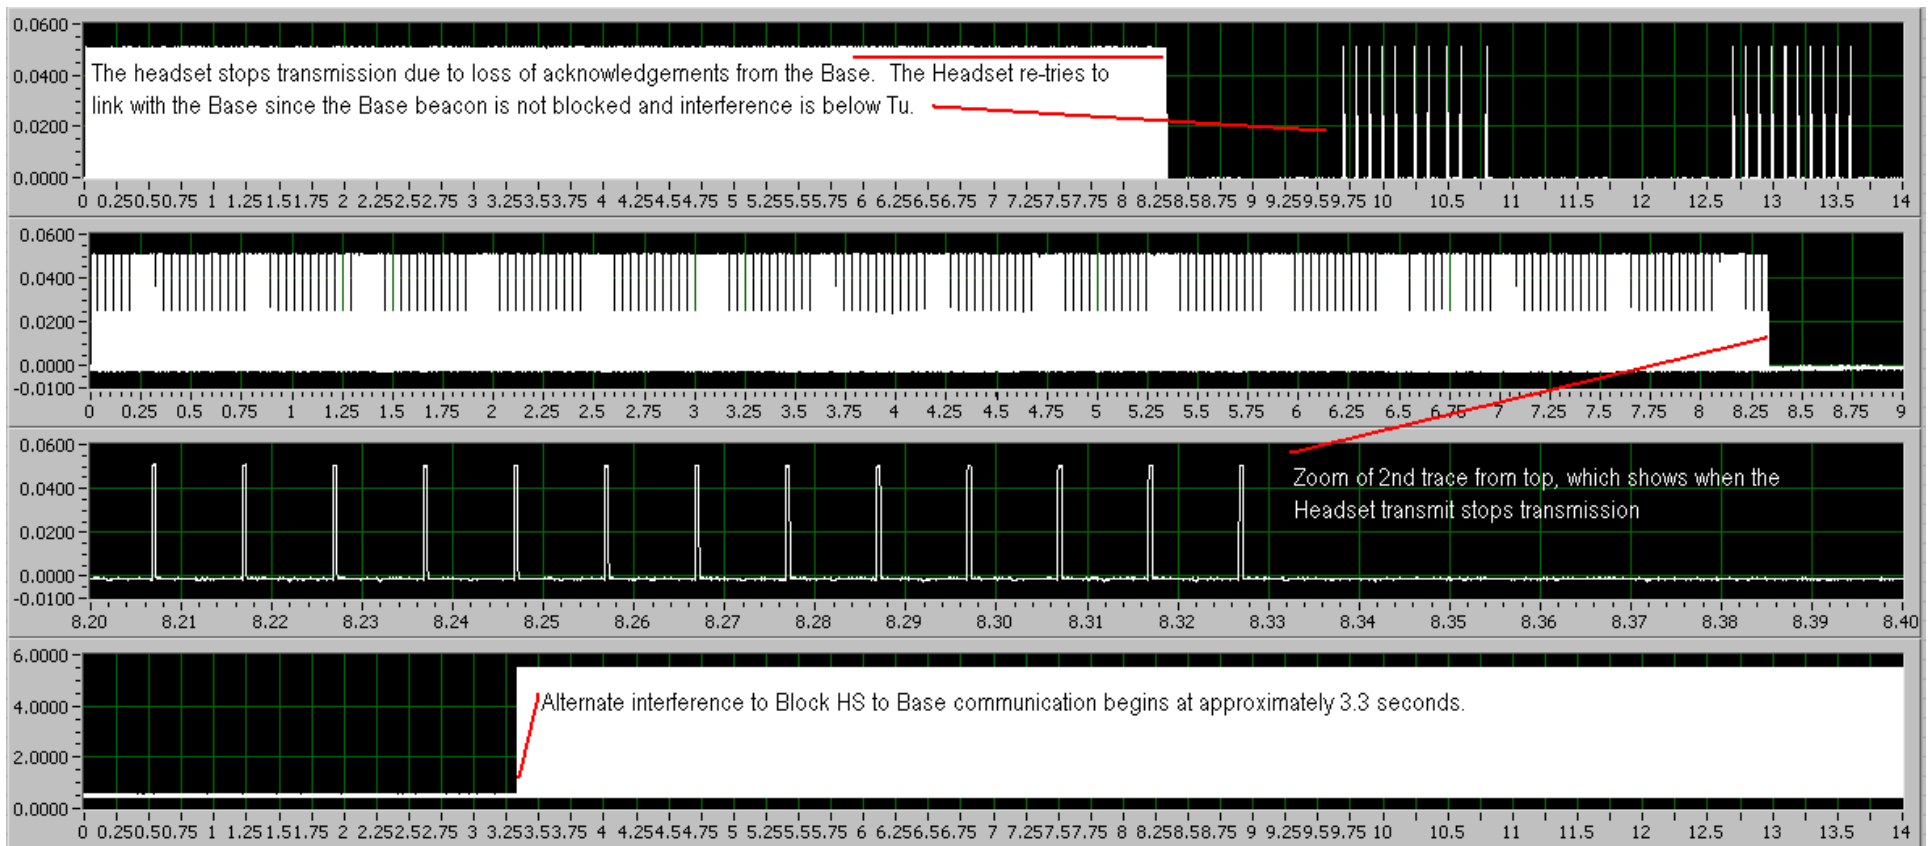 0.0600
0.0400
0.0200
0.0000
The headset stops transmission due to loss of acknowledgements from the Base. The Headset re-tries to
link with the Base since the Base beacon is not blocked and interference is below Tu.
0 0.250.50.75 1 1.251.51.75 2 2.252.52.75 3 3.253.53.75 4 4.254.54.75 5 5.255.55.75 6 6.256.56.75 7 7.257.57.75 8 8.258.58.75 9 9.259.59.75 10 10.5 11 11.5 12 12.5 13 13.5 14
0.0600
0.0400
0.0200
0.0000
-0.0100
0 0.25 0.5 0.75 1 1.25 1.5 1.75 2 2.25 2.5 2.75 3 3.25 3.5 3.75 4 4.25 4.5 4.75 5 5.25 5.5 5.75 6 6.25 6.5 6.75 7 7.25 7.5 7.75 8 8.25 8.5 8.75 9
0.0600
0.0400
0.0200
0.0000
-0.0100
Zoom of 2nd trace from top, which shows when the
Headset transmit stops transmission
8.20 8.21 8.22 8.23 8.24 8.25 8.26 8.27 8.28 8.29 8.30 8.31 8.32 8.33 8.34 8.35 8.36 8.37 8.38 8.39 8.40
6.0000
4.0000
2.0000
0.0000
Alternate interference to Block HS to Base communication begins at approximately 3.3 seconds.
0 0.250.50.75 1 1.251.51.75 2 2.252.52.75 3 3.253.53.75 4 4.254.54.75 5 5.255.55.75 6 6.256.56.75 7 7.257.57.75 8 8.258.58.75 9 9.259.59.75 10 10.5 11 11.5 12 12.5 13 13.5 14